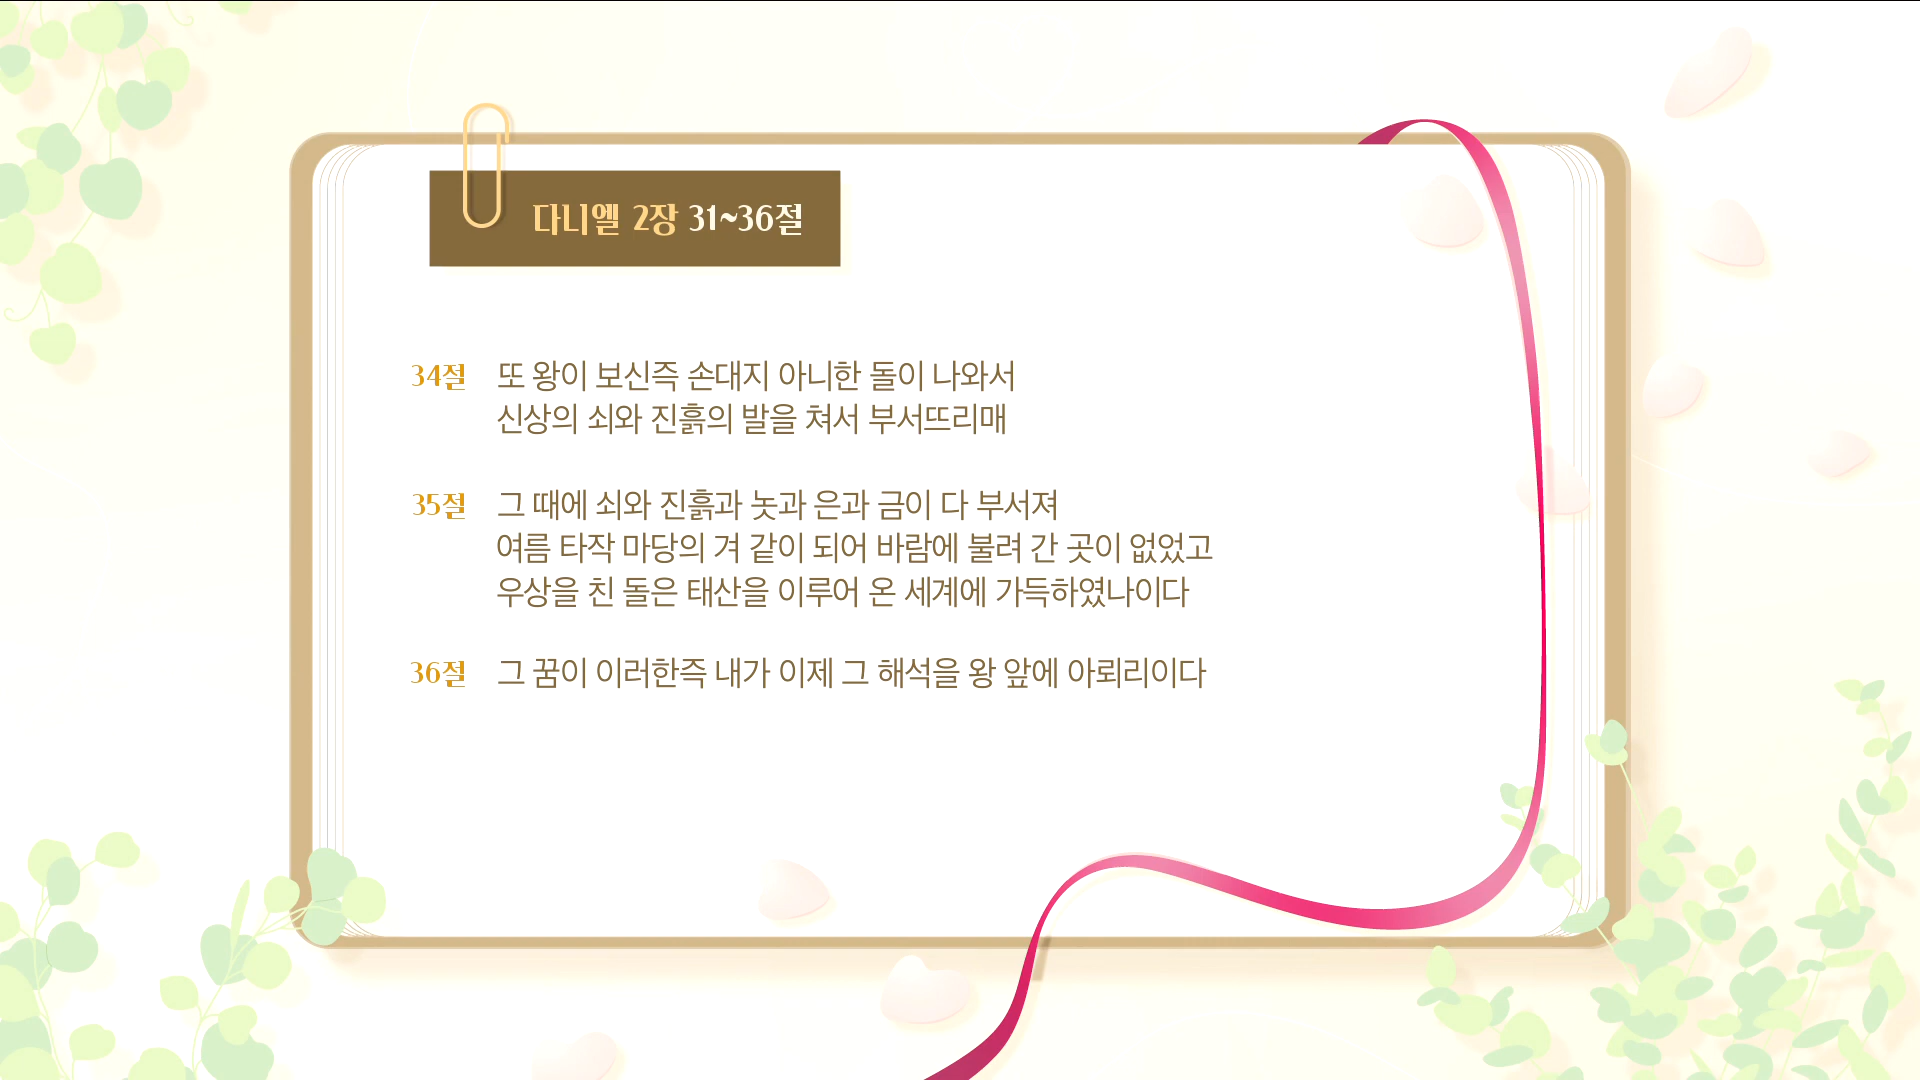 다니엘 2장 31~36절
34절 또 왕이 보신즉 손대지 아니한 돌이 나와서
신상의 쇠와 진흙의 발을 쳐서 부서뜨리매
35절 그 때에 쇠와 진흙과 놋과 은과 금이 다 부서져
여름 타작 마당의 겨 같이 되어 바람에 불려 간 곳이 없었고
우상을 친 돌은 태산을 이루어 온 세계에 가득하였나이다
36절 그 꿈이 이러한즉 내가 이제 그 해석을 왕 앞에 아뢰리이다